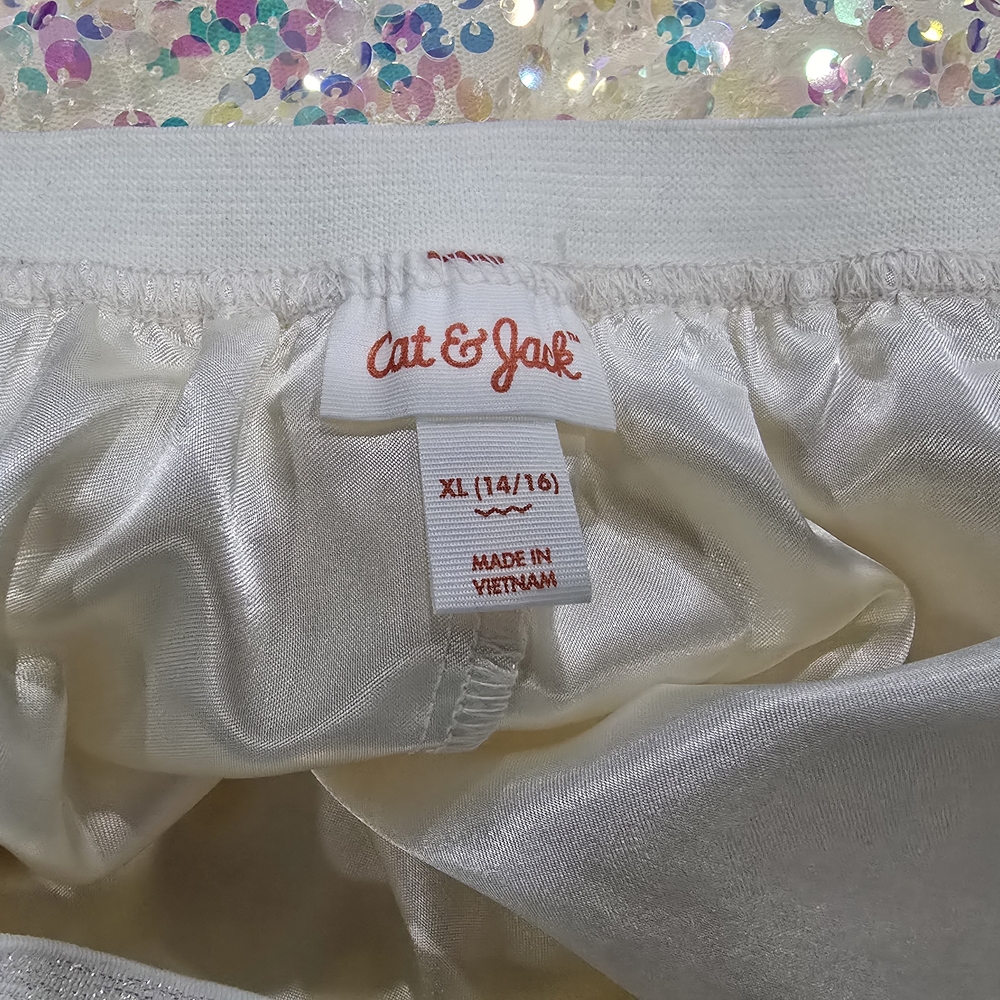 Cat & Jack™
XL (14/16)
MADE IN
VIETNAM